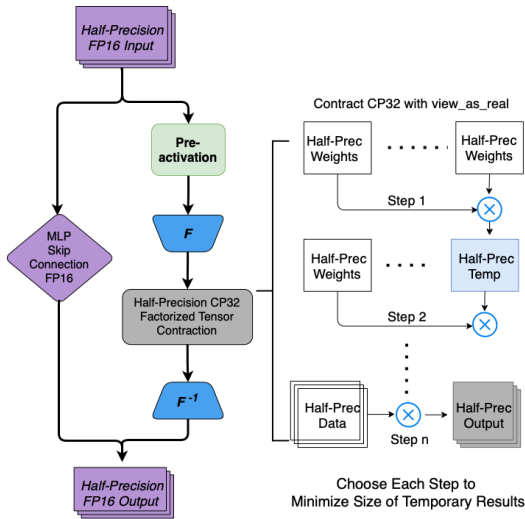 Half-Precision
FP16 Input
Pre-
activation
F
MLP
Skip
Connection
FP16
Half-Precision CP32
Factorized Tensor
Contraction
F -1
Half-Precision
FP16 Output
Contract CP32 with view_as_real
Half-Prec
Weights
Half-Prec
Weights
Step 1
Half-Prec
Weights
Half-Prec
Temp
Step 2
Half-Prec
Data
Step n
Half-Prec
Output
Choose Each Step to
Minimize Size of Temporary Results